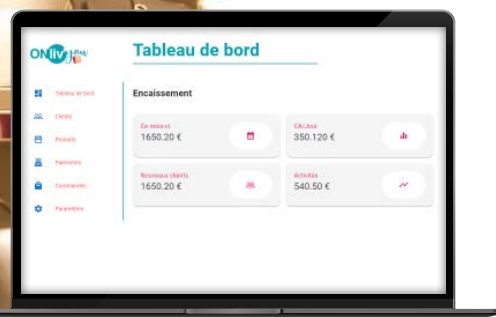 ONliv
Tableau de bord
Tableau de bord
Clients
Produits
Paiements
Commandes
Paramètres
Encaissement
Ce mois-ci
1650.20 €
CA/Jour
350.120 €
Nouveaux clients
1650.20 €
Activités
540.50 €